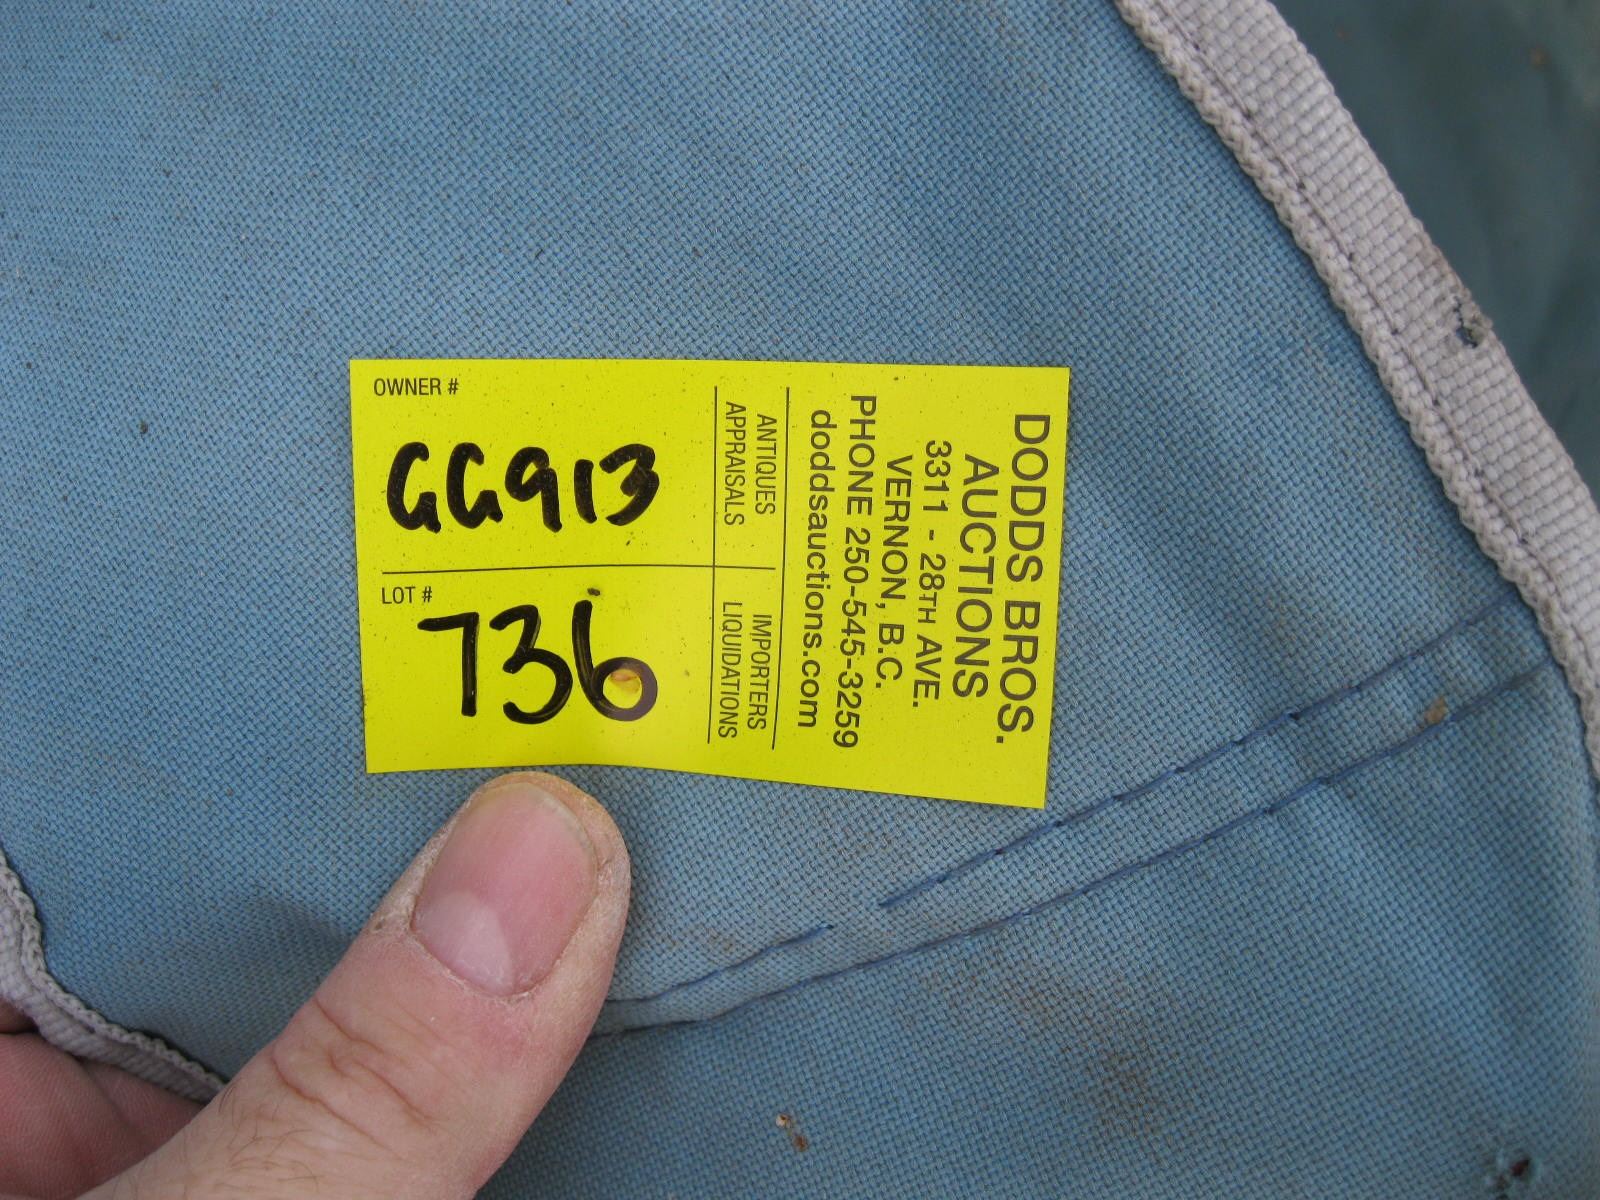 OWNER #
GG913
LOT #
736
DODDS BROS.
AUCTIONS
3311 - 28TH AVE.
VERNON, B.C.
PHONE 250-545-3259
doddsauctions.com
ANTIQUES
APPRAISALS
IMPORTERS
LIQUIDATIONS